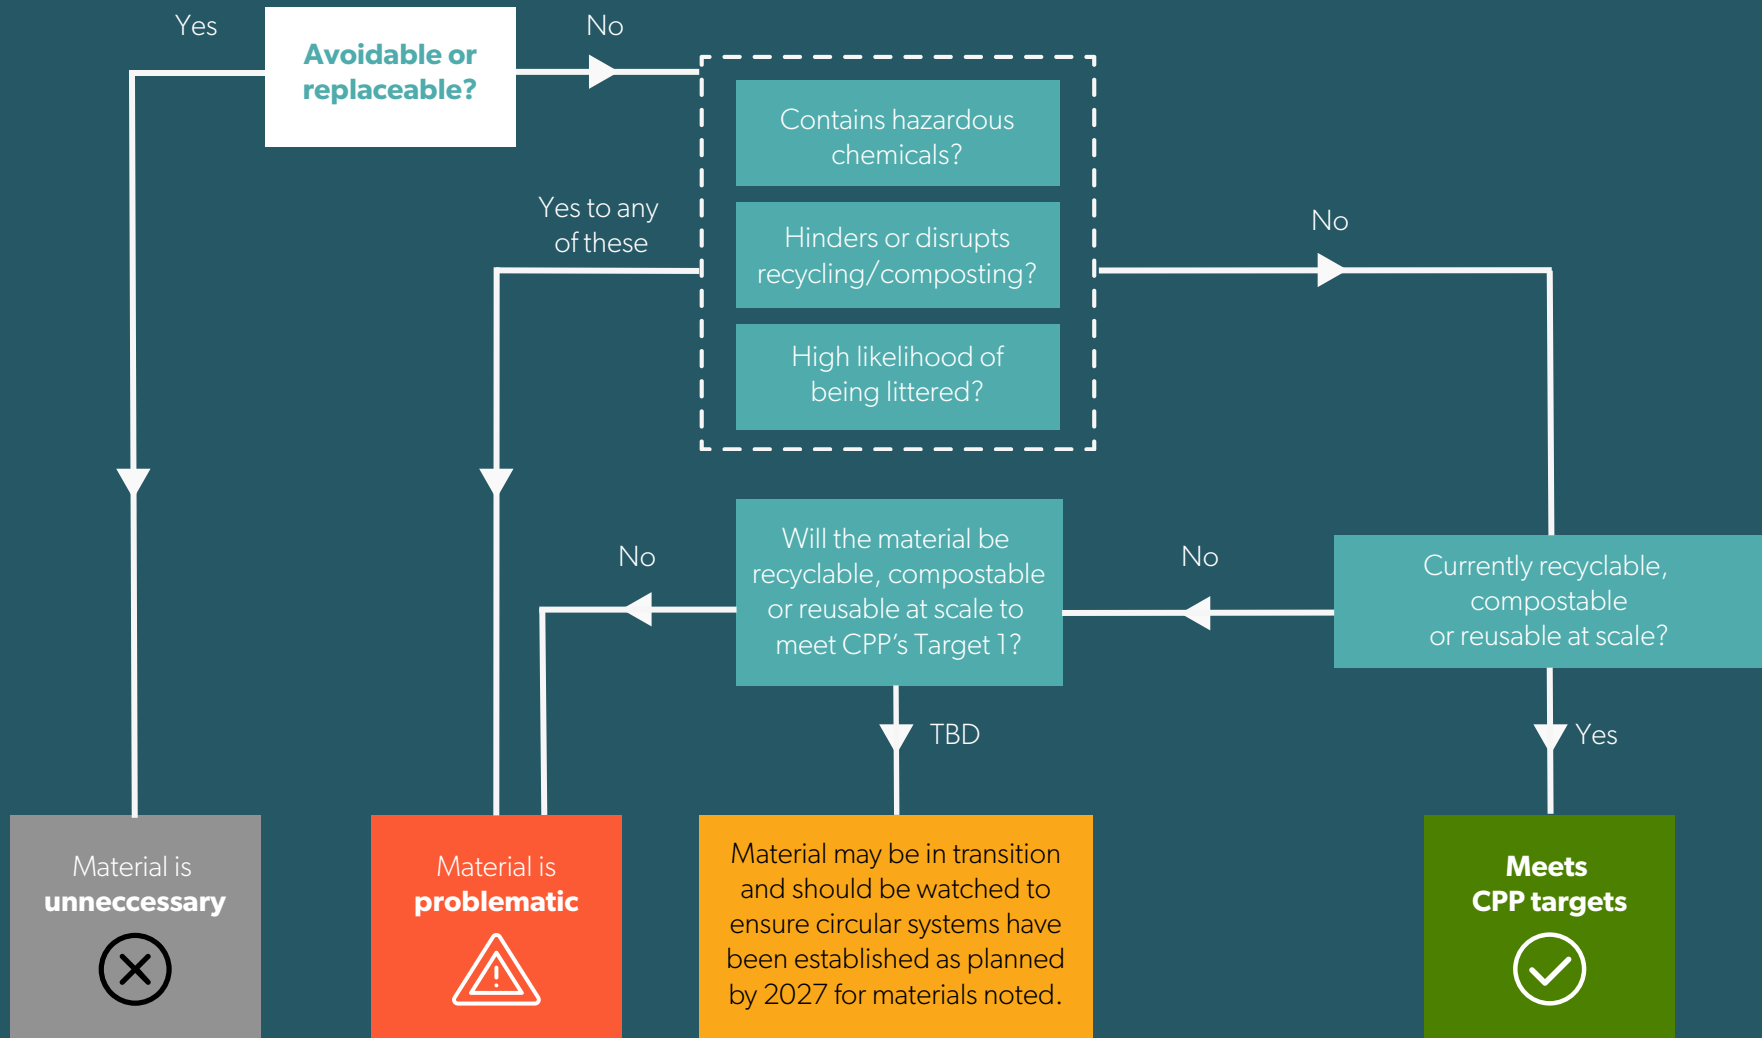 Yes
Avoidable or
replaceable?
No
Contains hazardous
chemicals?
Hinders or disrupts
recycling/composting?
High likelihood of
being littered?
Yes to any
of these
No
Currently recyclable,
compostable
or reusable at scale?
No
Will the material be
recyclable, compostable
or reusable at scale to
meet CPP's Target 1?
No
TBD
Yes
Material is
unneccessary
Material is
problematic
Material may be in transition
and should be watched to
ensure circular systems have
been established as planned
by 2027 for materials noted.
Meets
CPP targets